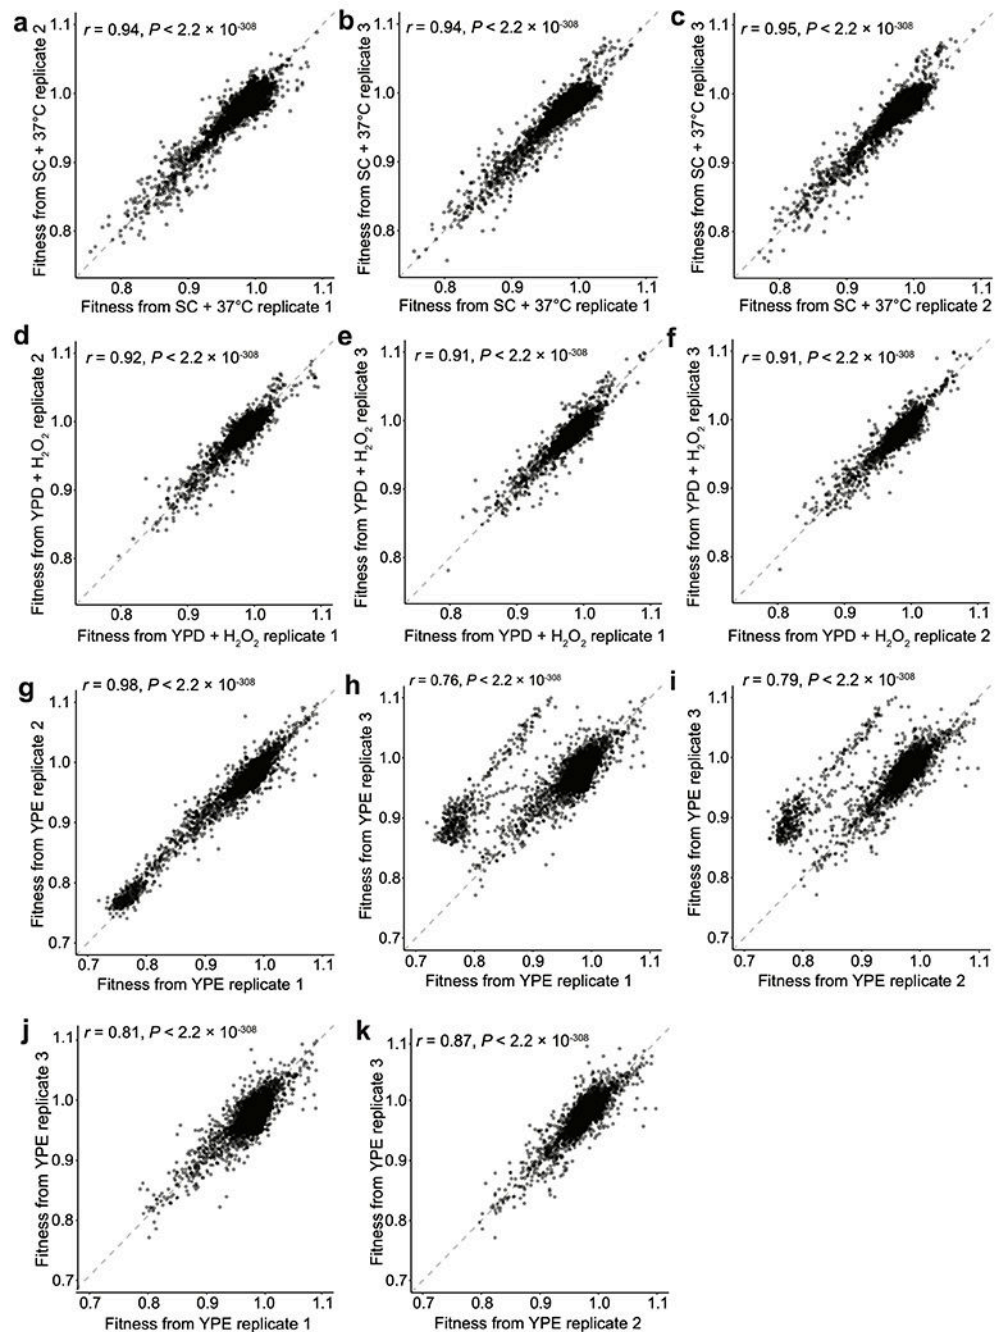 a
r = 0.94, P < 2.2 × 10⁻³⁰⁸
Fitness from SC + 37°C replicate 2
1.0
0.9
0.8
0.8 0.9 1.0 1.1
Fitness from SC + 37°C replicate 1
b
r = 0.94, P < 2.2 × 10⁻³⁰⁸
Fitness from SC + 37°C replicate 3
1.0
0.9
0.8
0.8 0.9 1.0 1.1
Fitness from SC + 37°C replicate 1
c
r = 0.95, P < 2.2 × 10⁻³⁰⁸
Fitness from SC + 37°C replicate 3
1.0
0.9
0.8
0.8 0.9 1.0 1.1
Fitness from SC + 37°C replicate 2
d
r = 0.92, P < 2.2 × 10⁻³⁰⁸
Fitness from YPD + H₂O₂ replicate 2
1.1
1.0
0.9
0.8
0.8 0.9 1.0 1.1
Fitness from YPD + H₂O₂ replicate 1
e
r = 0.91, P < 2.2 × 10⁻³⁰⁸
Fitness from YPD + H₂O₂ replicate 3
1.1
1.0
0.9
0.8
0.8 0.9 1.0 1.1
Fitness from YPD + H₂O₂ replicate 1
f
r = 0.91, P < 2.2 × 10⁻³⁰⁸
Fitness from YPD + H₂O₂ replicate 3
1.1
1.0
0.9
0.8
0.8 0.9 1.0 1.1
Fitness from YPD + H₂O₂ replicate 2
g
r = 0.98, P < 2.2 × 10⁻³⁰⁸
Fitness from YPE replicate 2
1.1
1.0
0.9
0.8
0.7
0.7 0.8 0.9 1.0 1.1
Fitness from YPE replicate 1
h
r = 0.76, P < 2.2 × 10⁻³⁰⁸
Fitness from YPE replicate 3
1.1
1.0
0.9
0.8
0.7
0.7 0.8 0.9 1.0 1.1
Fitness from YPE replicate 1
i
r = 0.79, P < 2.2 × 10⁻³⁰⁸
Fitness from YPE replicate 3
1.1
1.0
0.9
0.8
0.7
0.7 0.8 0.9 1.0 1.1
Fitness from YPE replicate 2
j
r = 0.81, P < 2.2 × 10⁻³⁰⁸
Fitness from YPE replicate 3
1.1
1.0
0.9
0.8
0.7
0.7 0.8 0.9 1.0 1.1
Fitness from YPE replicate 1
k
r = 0.87, P < 2.2 × 10⁻³⁰⁸
Fitness from YPE replicate 3
1.1
1.0
0.9
0.8
0.7
0.7 0.8 0.9 1.0 1.1
Fitness from YPE replicate 2